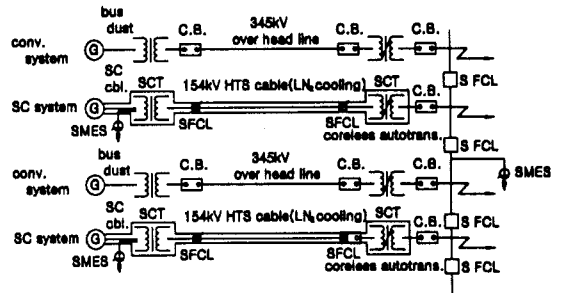 bus dust C.B. 345kV over head line C.B. C.B.
conv. system G
S FCL
SC cbl. SCT 154kV HTS cable(LN₂cooling) SCT C.B.
SC system G
SMES SFCL SFCL coreless autotrans. S FCL
bus dust C.B. 345kV over head line C.B. C.B.
SMES
conv. system G
SC cbl. SCT 154kV HTS cable(LN₂cooling) SCT C.B. S FCL
SC system G
SMES SFCL SFCL coreless autotrans. S FCL